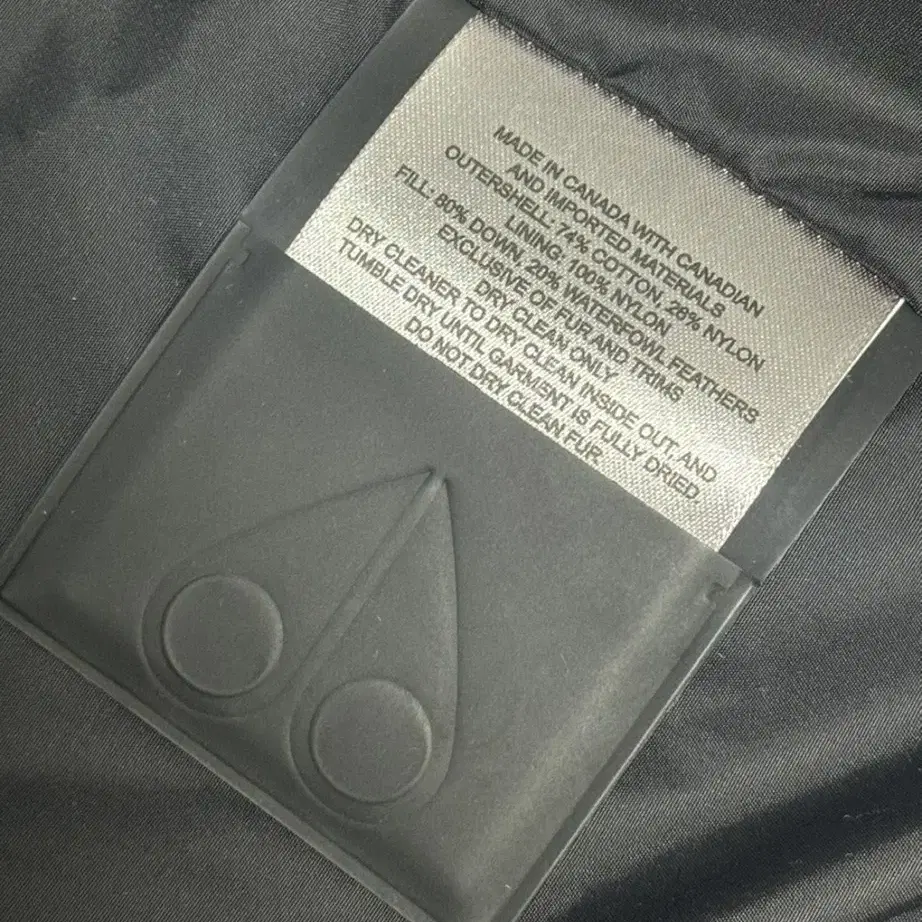 MADE IN CANADA WITH CANADIAN
AND IMPORTED MATERIALS
OUTERSHELL: 74% COTTON, 26% NYLON
LINING: 100% NYLON
FILL: 80% DOWN, 20% WATERFOWL FEATHERS
EXCLUSIVE OF FUR AND TRIMS
DRY CLEAN ONLY
DRY CLEANER TO DRY CLEAN INSIDE OUT, AND
TUMBLE DRY UNTIL GARMENT IS FULLY DRIED
DO NOT DRY CLEAN FUR.